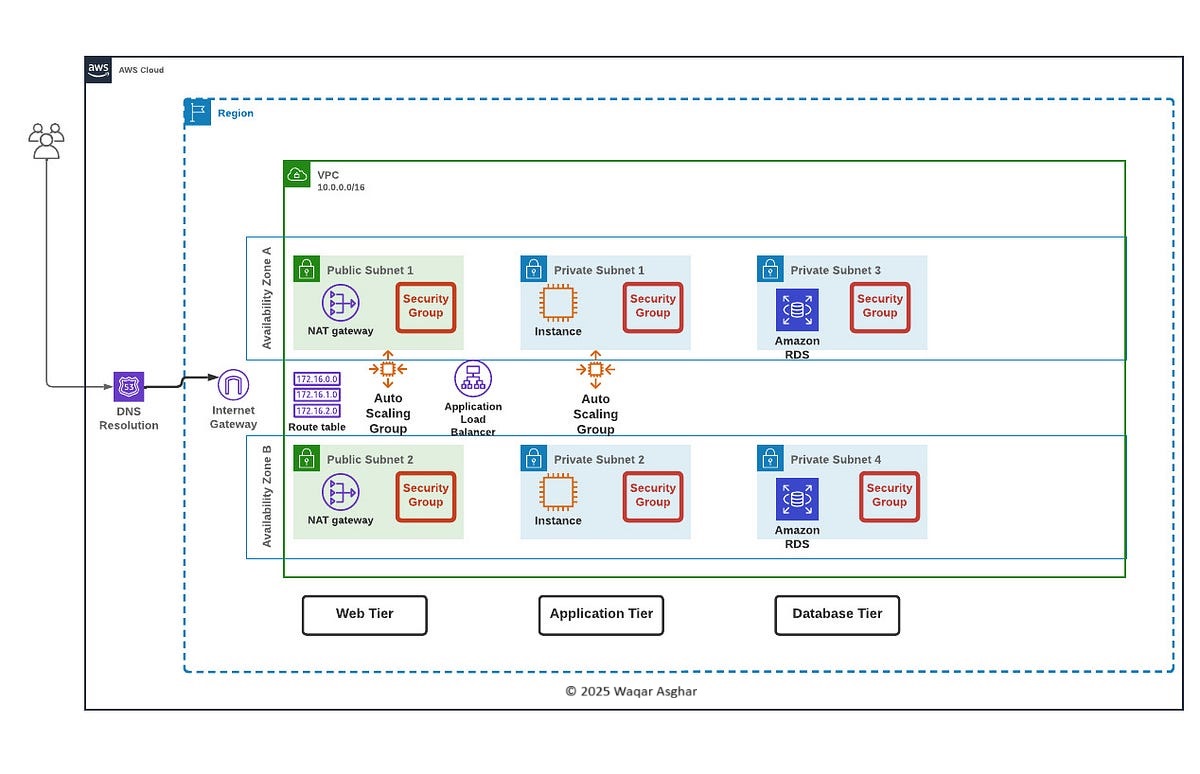 aws
AWS Cloud
Region
VPC
10.0.0.0/16
Availability Zone A
Public Subnet 1
NAT gateway
Security
Group
Private Subnet 1
Instance
Security
Group
Private Subnet 3
Amazon
RDS
Security
Group
53
DNS
Resolution
Internet
Gateway
172.16.0.0
172.16.1.0
172.16.2.0
Route table
Auto
Scaling
Group
Application
Load
Balancer
Auto
Scaling
Group
Availability Zone B
Public Subnet 2
NAT gateway
Security
Group
Private Subnet 2
Instance
Security
Group
Private Subnet 4
Amazon
RDS
Security
Group
Web Tier
Application Tier
Database Tier
© 2025 Waqar Asghar